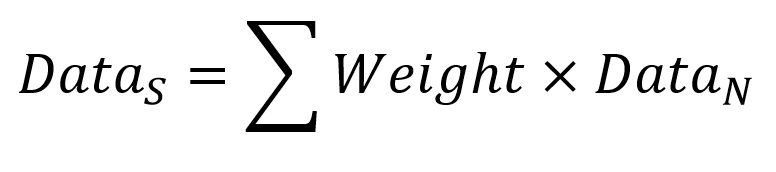 Data_S = ∑ Weight × Data_N